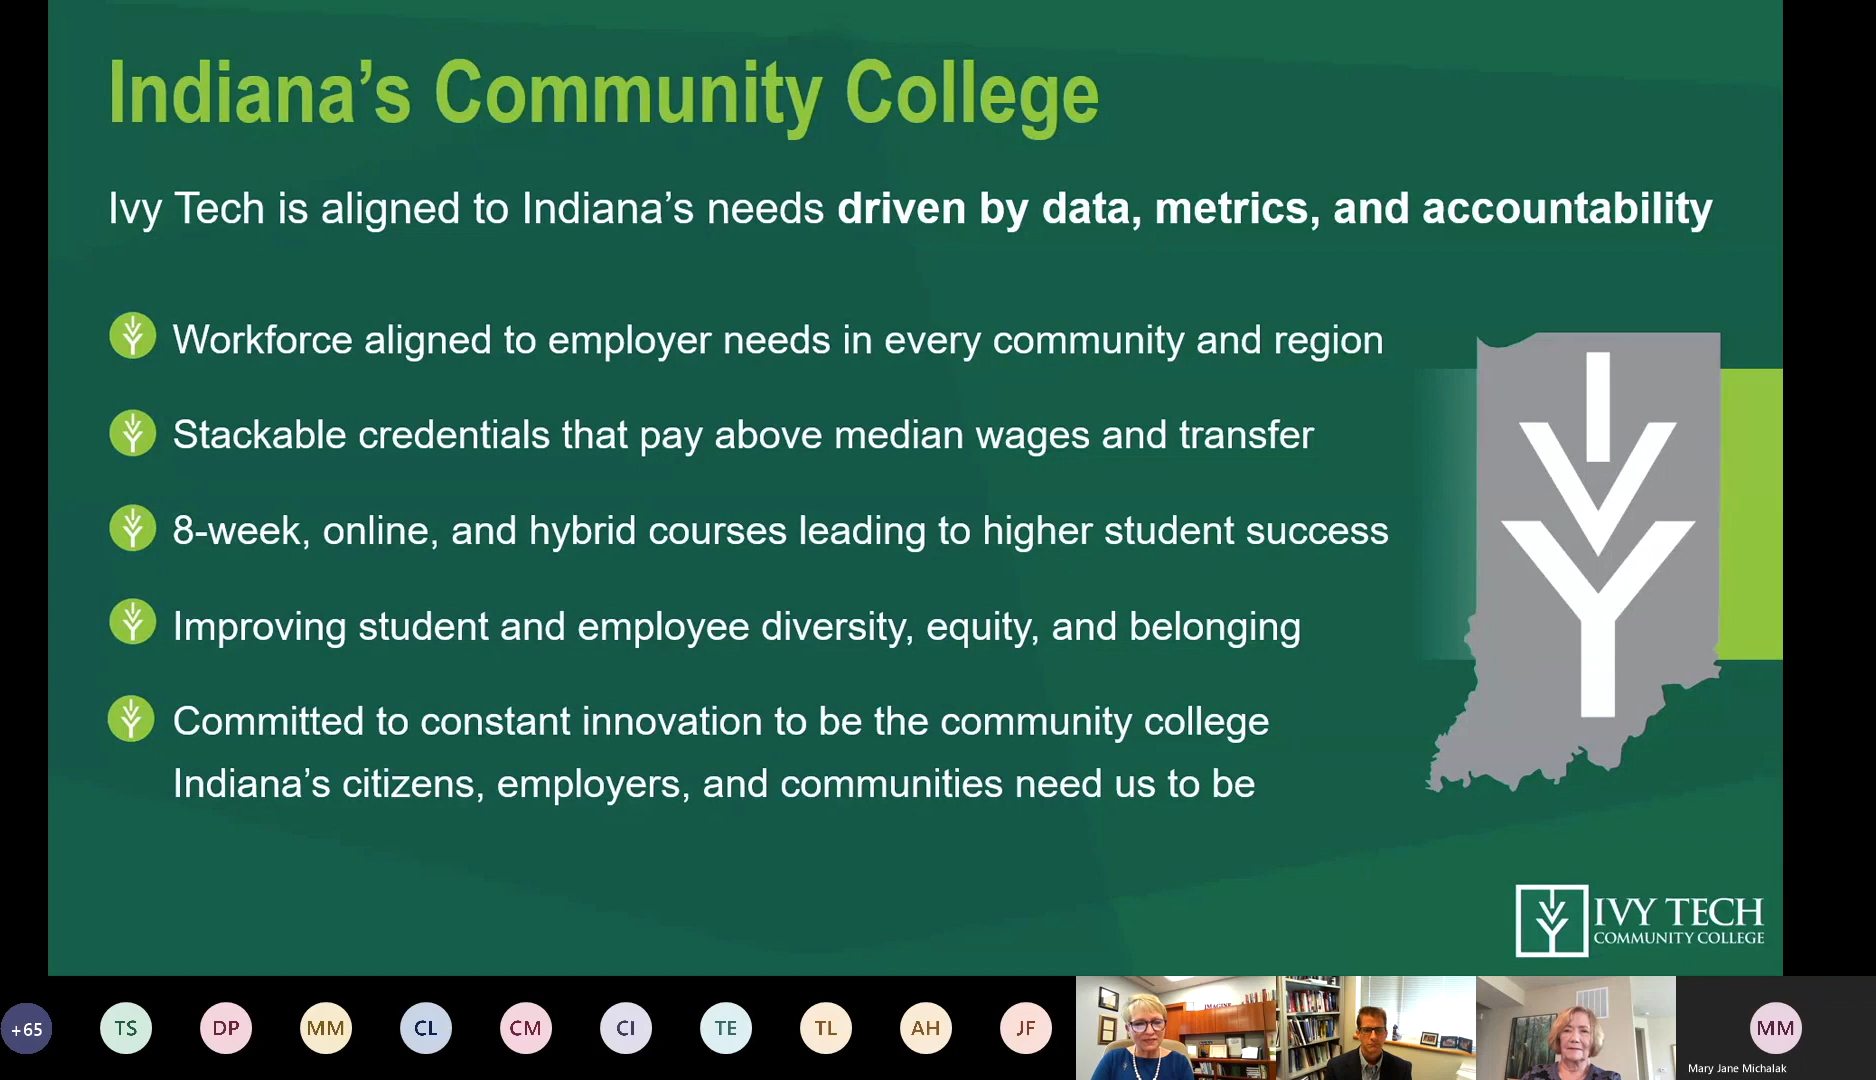 Indiana’s Community College
Ivy Tech is aligned to Indiana’s needs driven by data, metrics, and accountability
Workforce aligned to employer needs in every community and region
Stackable credentials that pay above median wages and transfer
8-week, online, and hybrid courses leading to higher student success
Improving student and employee diversity, equity, and belonging
Committed to constant innovation to be the community college
Indiana’s citizens, employers, and communities need us to be
IVY
IVY TECH
COMMUNITY COLLEGE
+65
TS
DP
MM
CL
CM
CI
TE
TL
AH
JF
IMAGINE
MM
Mary Jane Michalak